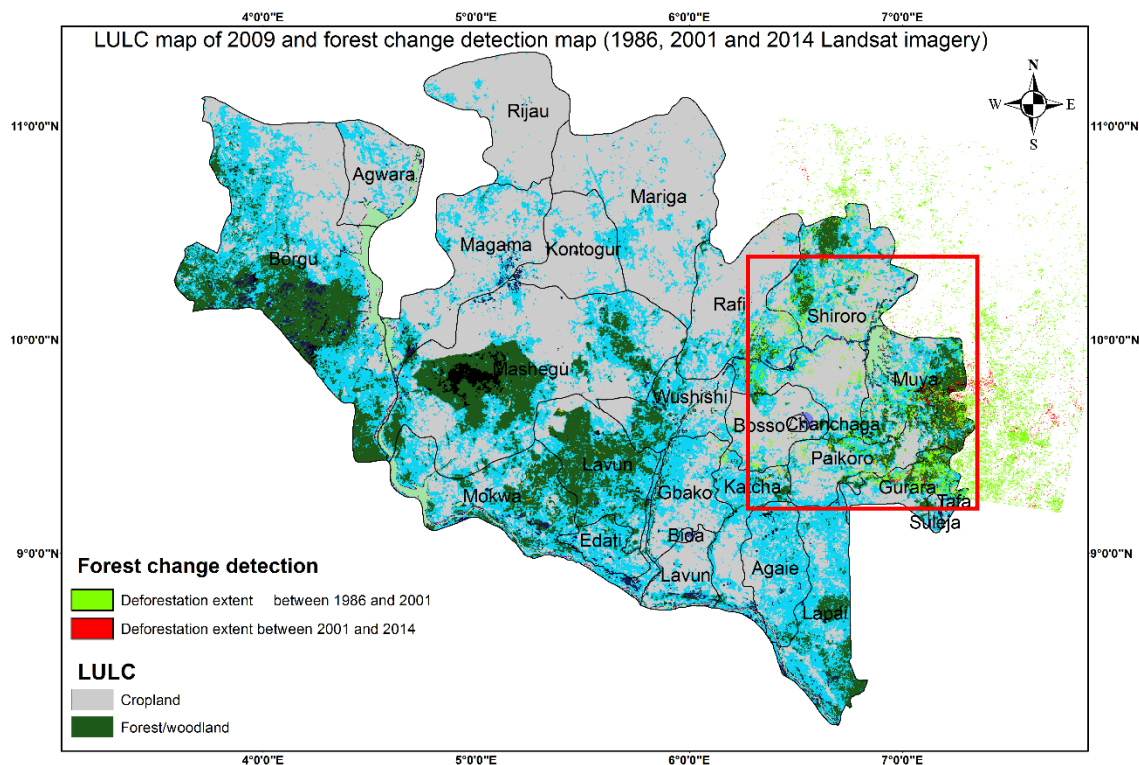 4°0'0"E 5°0'0"E 6°0'0"E 7°0'0"E
LULC map of 2009 and forest change detection map (1986, 2001 and 2014 Landsat imagery)
N
W E
S
11°0'0"N 11°0'0"N
10°0'0"N 10°0'0"N
9°0'0"N 9°0'0"N
Rijau
Agwara
Mariga
Magama
Kontogur
Borgu
Rafi
Shiroro
Mashegu
Muya
Wushishi
Bosso
Chanchaga
Paikoro
Lavun
Gbako
Katcha
Gurara
Tafa
Suleja
Mokwa
Edati
Bida
Lavun
Agaie
Lapai
Forest change detection
Deforestation extent between 1986 and 2001
Deforestation extent between 2001 and 2014
LULC
Cropland
Forest/woodland
4°0'0"E 5°0'0"E 6°0'0"E 7°0'0"E